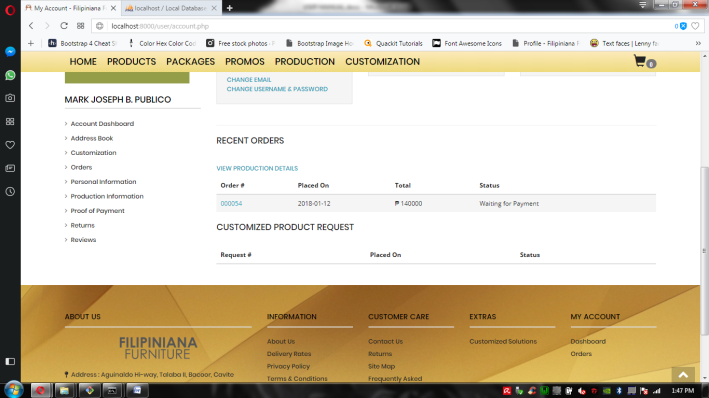 My Account - Filipiniana F
localhost / Local Database
localhost:8000/user/account.php
Bootstrap 4 Cheat S
Color Hex Color Cod
Free stock photos
Bootstrap Image Ho
Quackit Tutorials
Font Awesome Icons
Profile - Filipiniana F
Text faces | Lenny fa
HOME PRODUCTS PACKAGES PROMOS PRODUCTION CUSTOMIZATION
0
CHANGE EMAIL
CHANGE USERNAME & PASSWORD
MARK JOSEPH B. PUBLICO
Account Dashboard
Address Book
Customization
Orders
Personal Information
Production Information
Proof of Payment
Returns
Reviews
RECENT ORDERS
VIEW PRODUCTION DETAILS
Order # Placed On Total Status
000054 2018-01-12 ₱ 140000 Waiting for Payment
CUSTOMIZED PRODUCT REQUEST
Request # Placed On Status
ABOUT US INFORMATION CUSTOMER CARE EXTRAS MY ACCOUNT
FILIPINIANA
FURNITURE
Address : Aguinaldo Hi-way, Talaba II, Bacoor, Cavite
About Us
Delivery Rates
Privacy Policy
Terms & Conditions
Contact Us
Returns
Site Map
Frequently Asked
Customized Solutions
Dashboard
Orders
1:47 PM